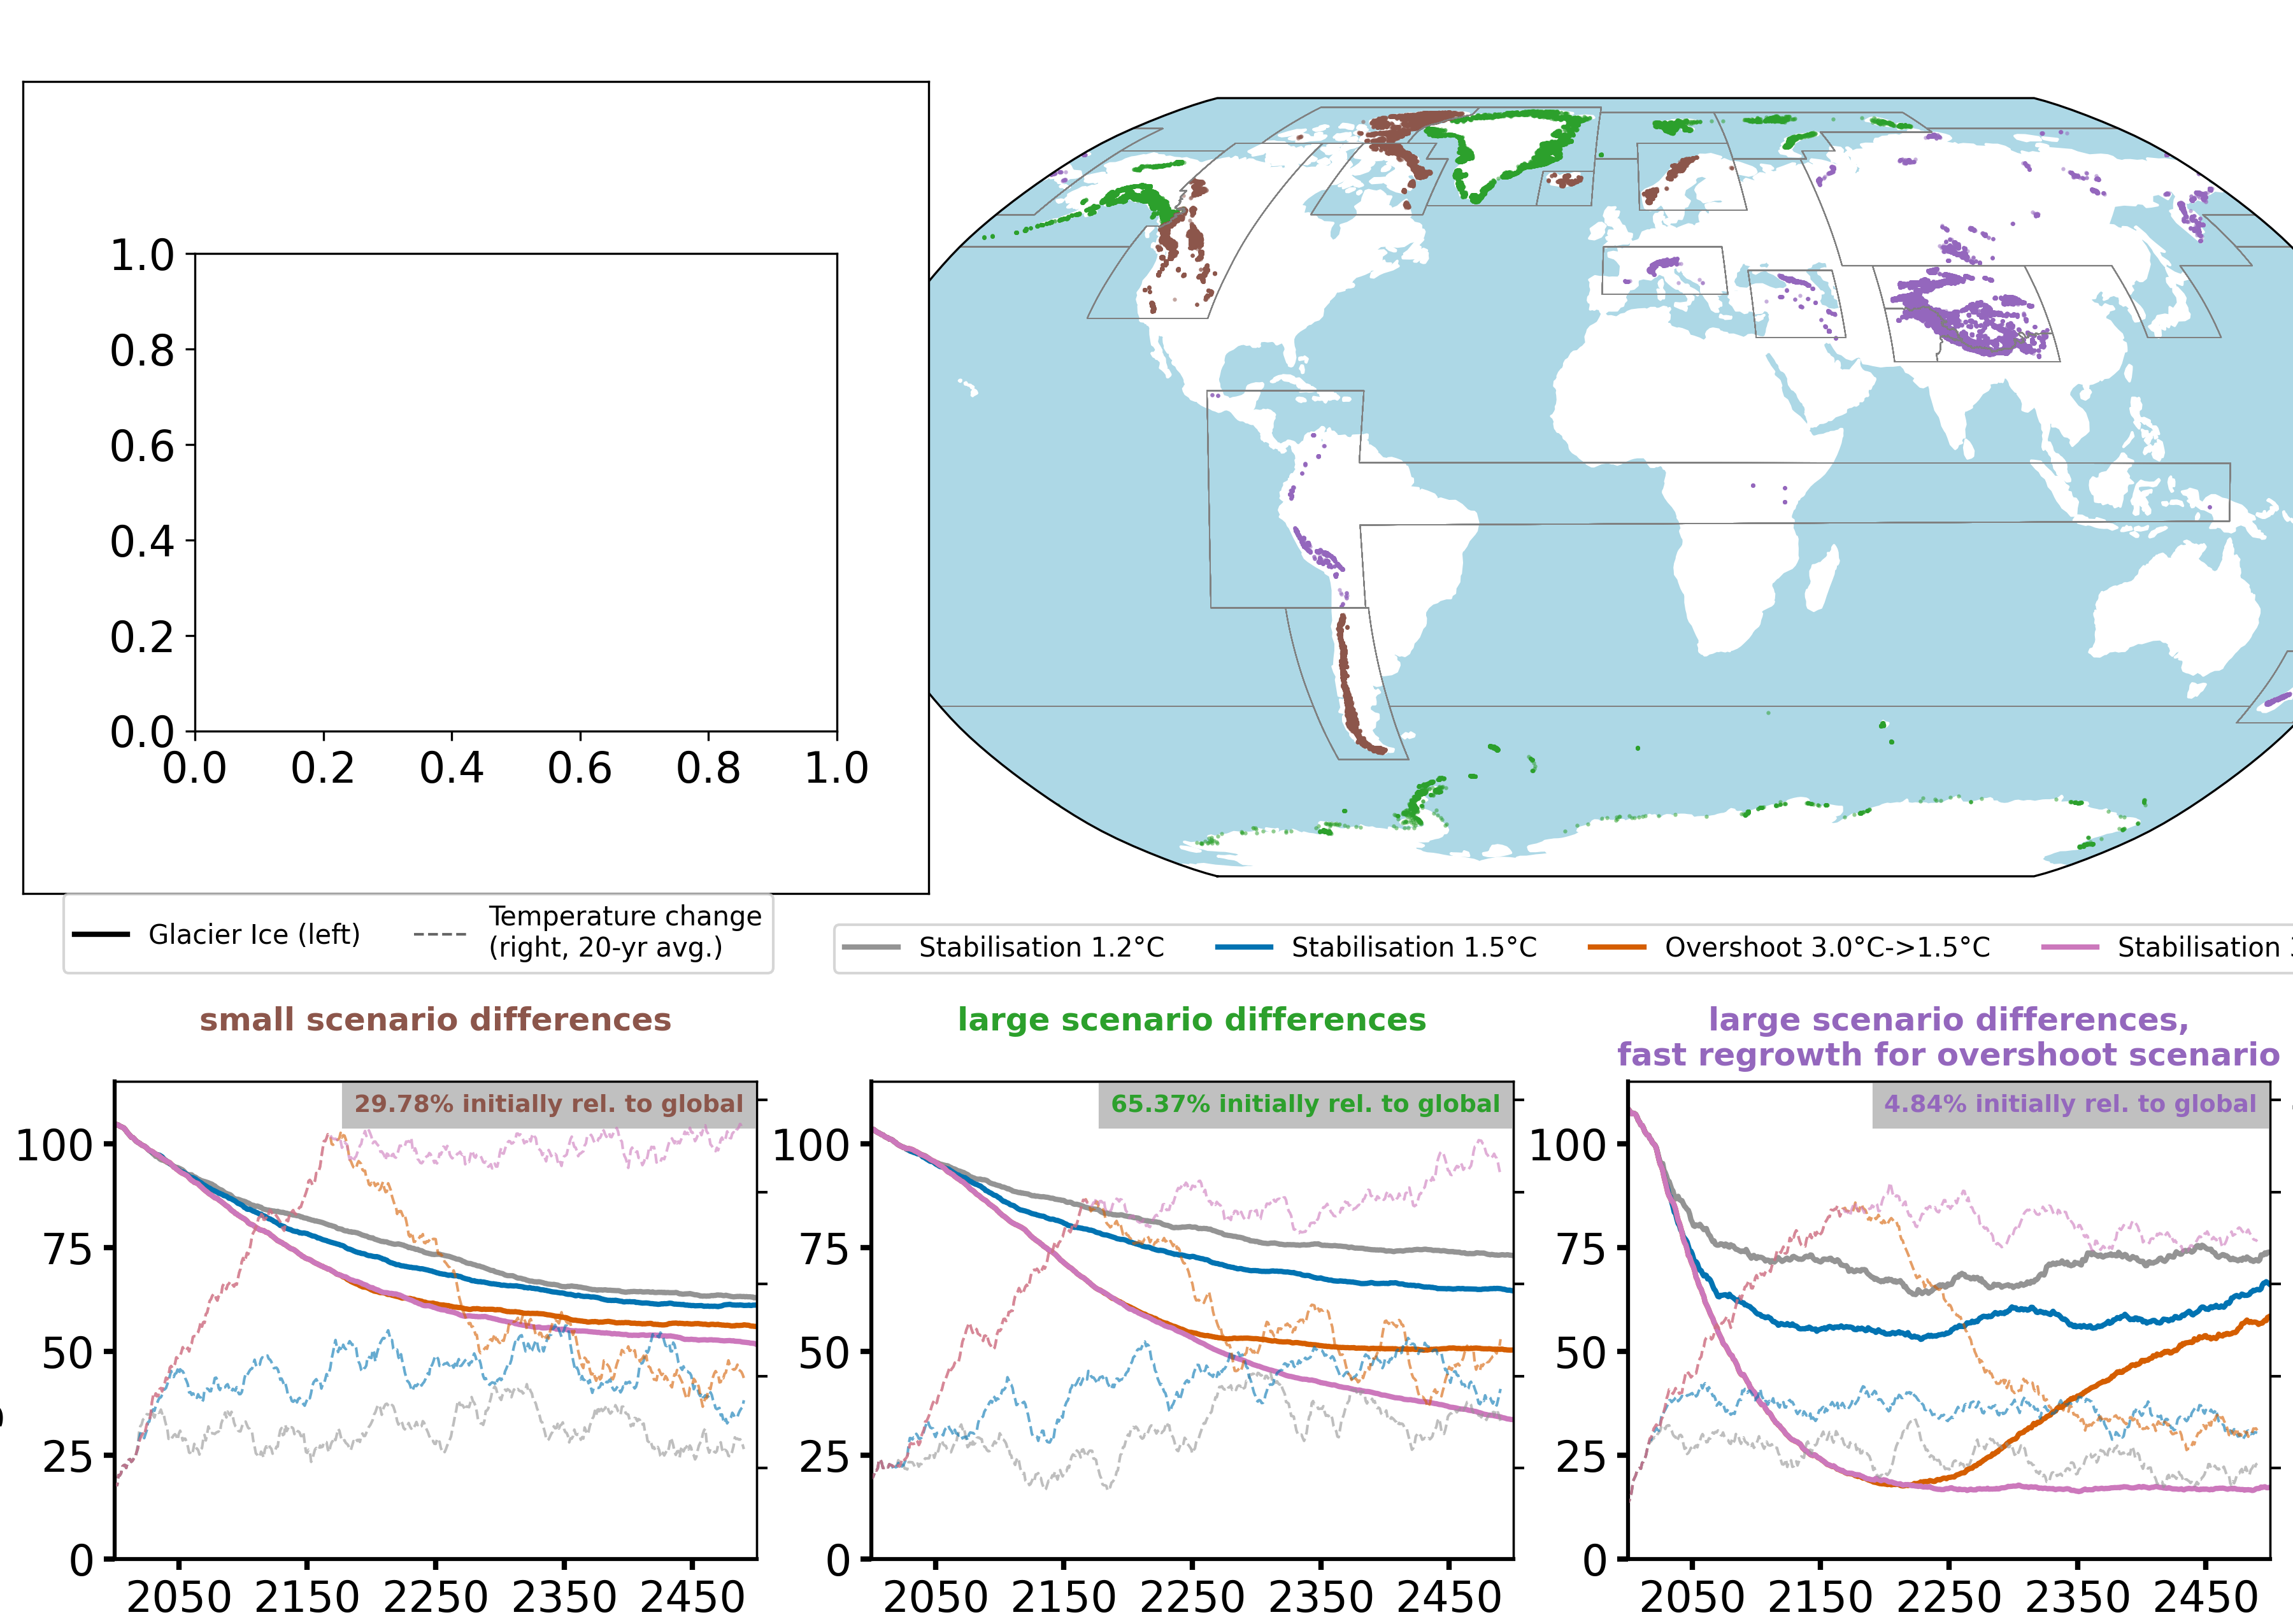 1.0
0.8
0.6
0.4
0.2
0.0
0.0 0.2 0.4 0.6 0.8 1.0
Glacier Ice (left)
Temperature change
(right, 20-yr avg.)
Stabilisation 1.2°C
Stabilisation 1.5°C
Overshoot 3.0°C->1.5°C
Stabilisation
small scenario differences
29.78% initially rel. to global
100
75
50
25
0
2050 2150 2250 2350 2450
large scenario differences
65.37% initially rel. to global
100
75
50
25
0
2050 2150 2250 2350 2450
large scenario differences,
fast regrowth for overshoot scenario
4.84% initially rel. to global
100
75
50
25
0
2050 2150 2250 2350 2450